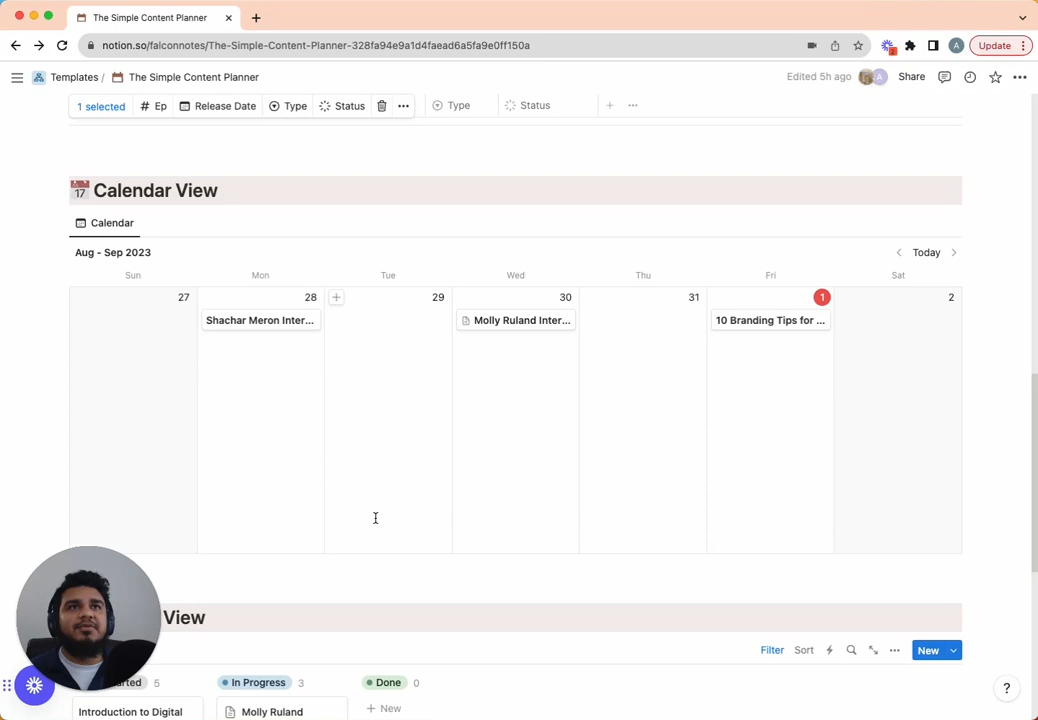 The Simple Content Planner
notion.so/falconnotes/The-Simple-Content-Planner-328fa94e9a1d4faead6a5fa9e0ff150a
A
Update
Templates / The Simple Content Planner
Edited 5h ago
A
Share
1 selected
# Ep
Release Date
Type
Status
Type
Status
17 Calendar View
Calendar
Aug - Sep 2023
Today
Sun
Mon
Tue
Wed
Thu
Fri
Sat
27
28
29
30
31
1
2
Shachar Meron Inter...
Molly Ruland Inter...
10 Branding Tips for ...
View
Filter
Sort
New
arted 5
In Progress 3
Done 0
Introduction to Digital
Molly Ruland
+ New
?